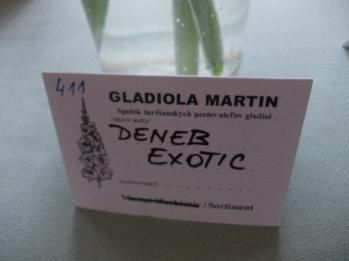 411
GLADIOLA MARTIN
Spolok turčianskych pestovateľov gladiol
DENEB
EXOTIC
/ Sortiment